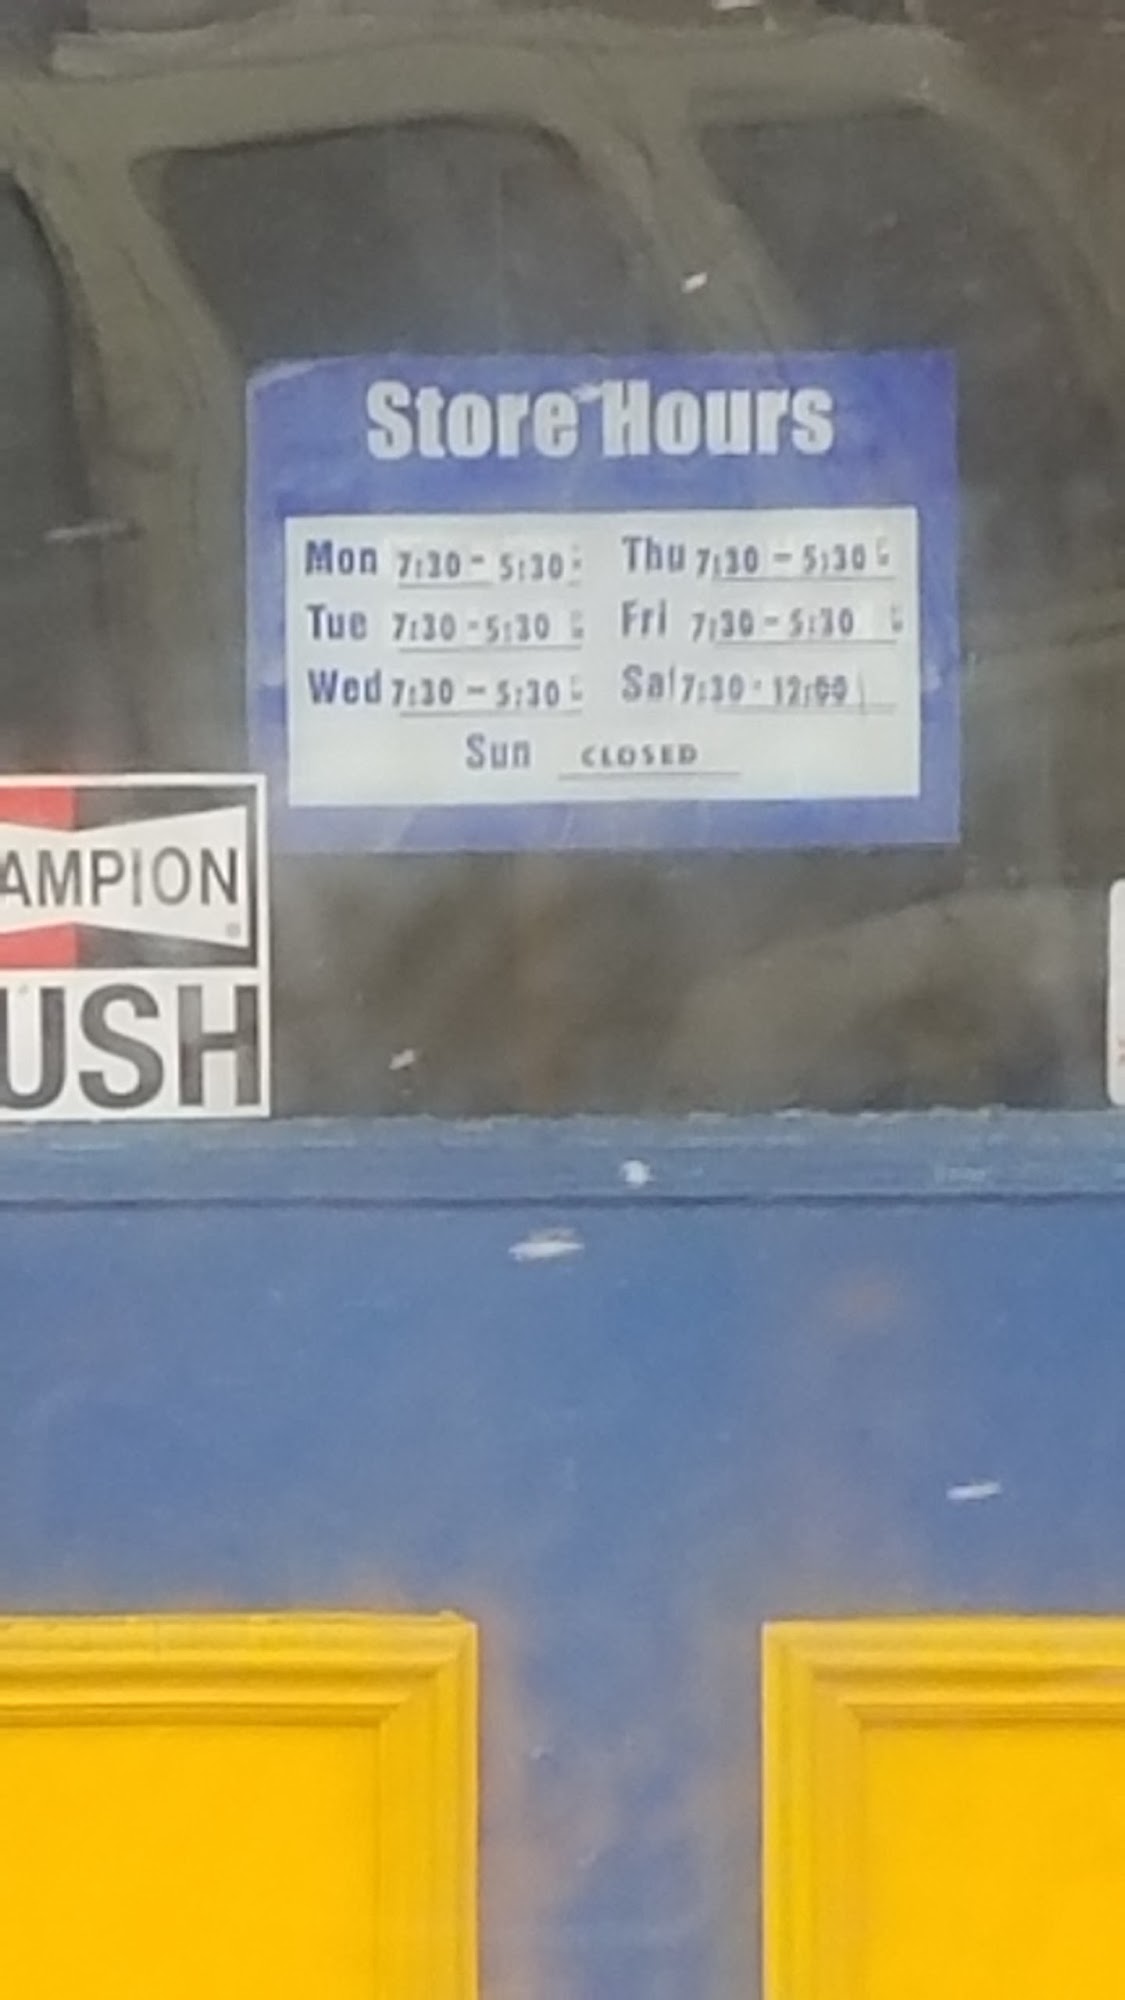 Store Hours
Mon 7:30 - 5:30
Thu 7:30 - 5:30
Tue 7:30 - 5:30
Fri 7:30 - 5:30
Wed 7:30 - 5:30
Sat 7:30 - 12:00
Sun CLOSED
AMPION
USH